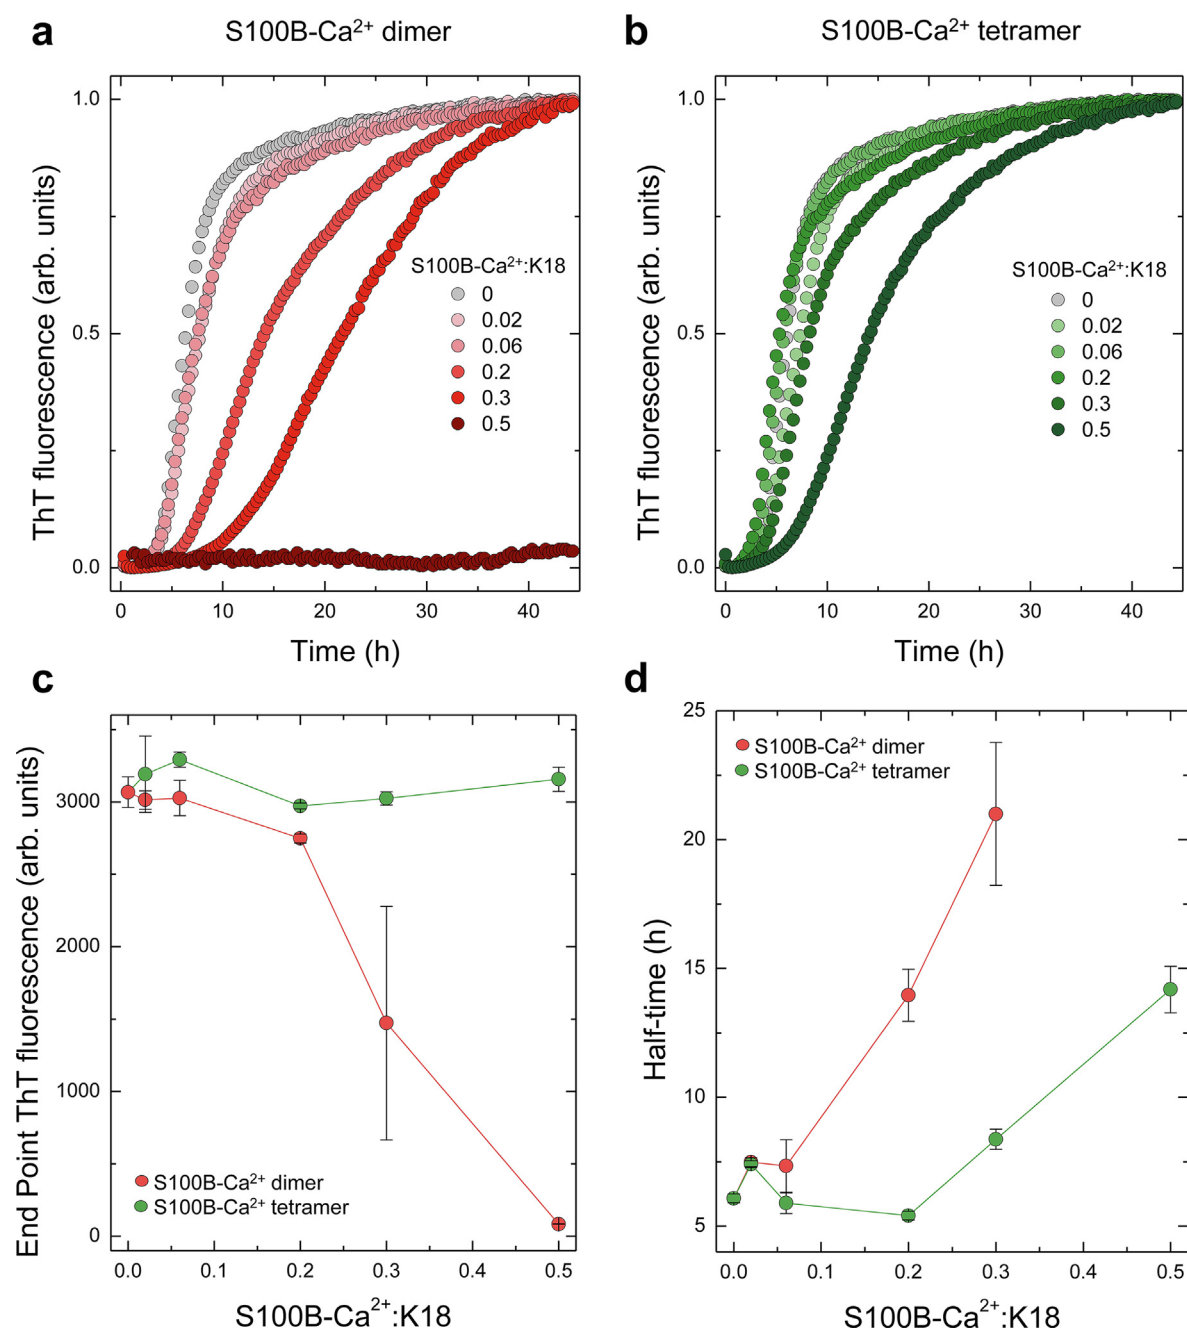 a
S100B-Ca²⁺ dimer
1.0
0.5
0.0
ThT fluorescence (arb. units)
S100B-Ca²⁺:K18
0
0.02
0.06
0.2
0.3
0.5
0 10 20 30 40
Time (h)
b
S100B-Ca²⁺ tetramer
1.0
0.5
0.0
ThT fluorescence (arb. units)
S100B-Ca²⁺:K18
0
0.02
0.06
0.2
0.3
0.5
0 10 20 30 40
Time (h)
c
3000
2000
1000
0
End Point ThT fluorescence (arb. units)
S100B-Ca²⁺ dimer
S100B-Ca²⁺ tetramer
0.0 0.1 0.2 0.3 0.4 0.5
S100B-Ca²⁺:K18
d
25
20
15
10
5
Half-time (h)
S100B-Ca²⁺ dimer
S100B-Ca²⁺ tetramer
0.0 0.1 0.2 0.3 0.4 0.5
S100B-Ca²⁺:K18